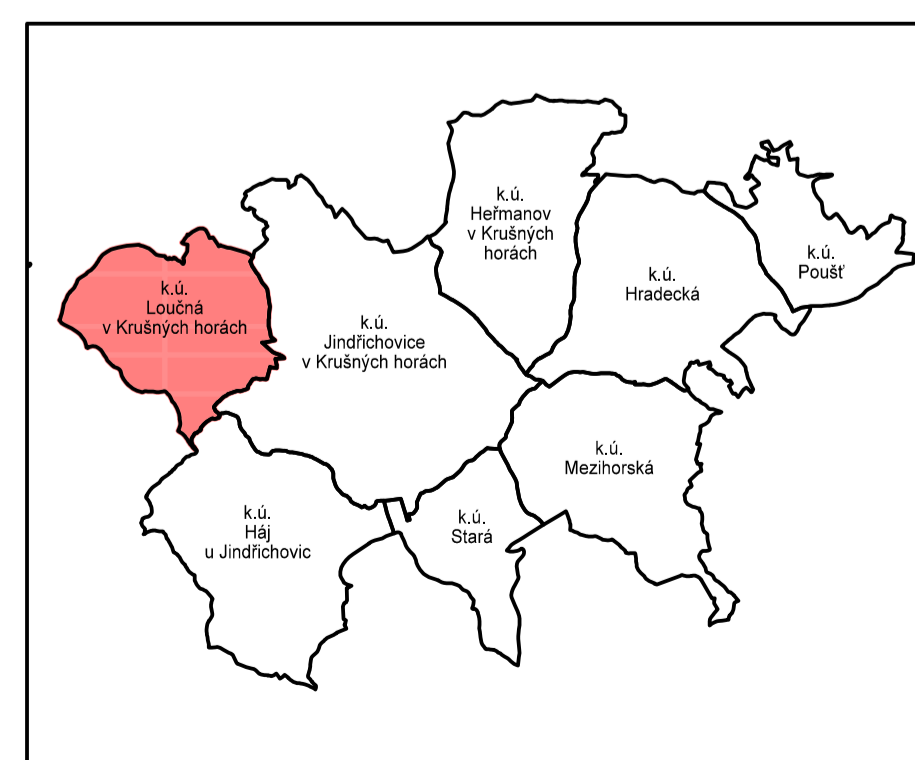 k.ú.
Heřmanov
v Krušných
horách
k.ú.
Poušť
k.ú.
Hradecká
k.ú.
Loučná
v Krušných horách
k.ú.
Jindřichovice
v Krušných horách
k.ú.
Mezihorská
k.ú.
Háj
u Jindřichovic
k.ú.
Stará